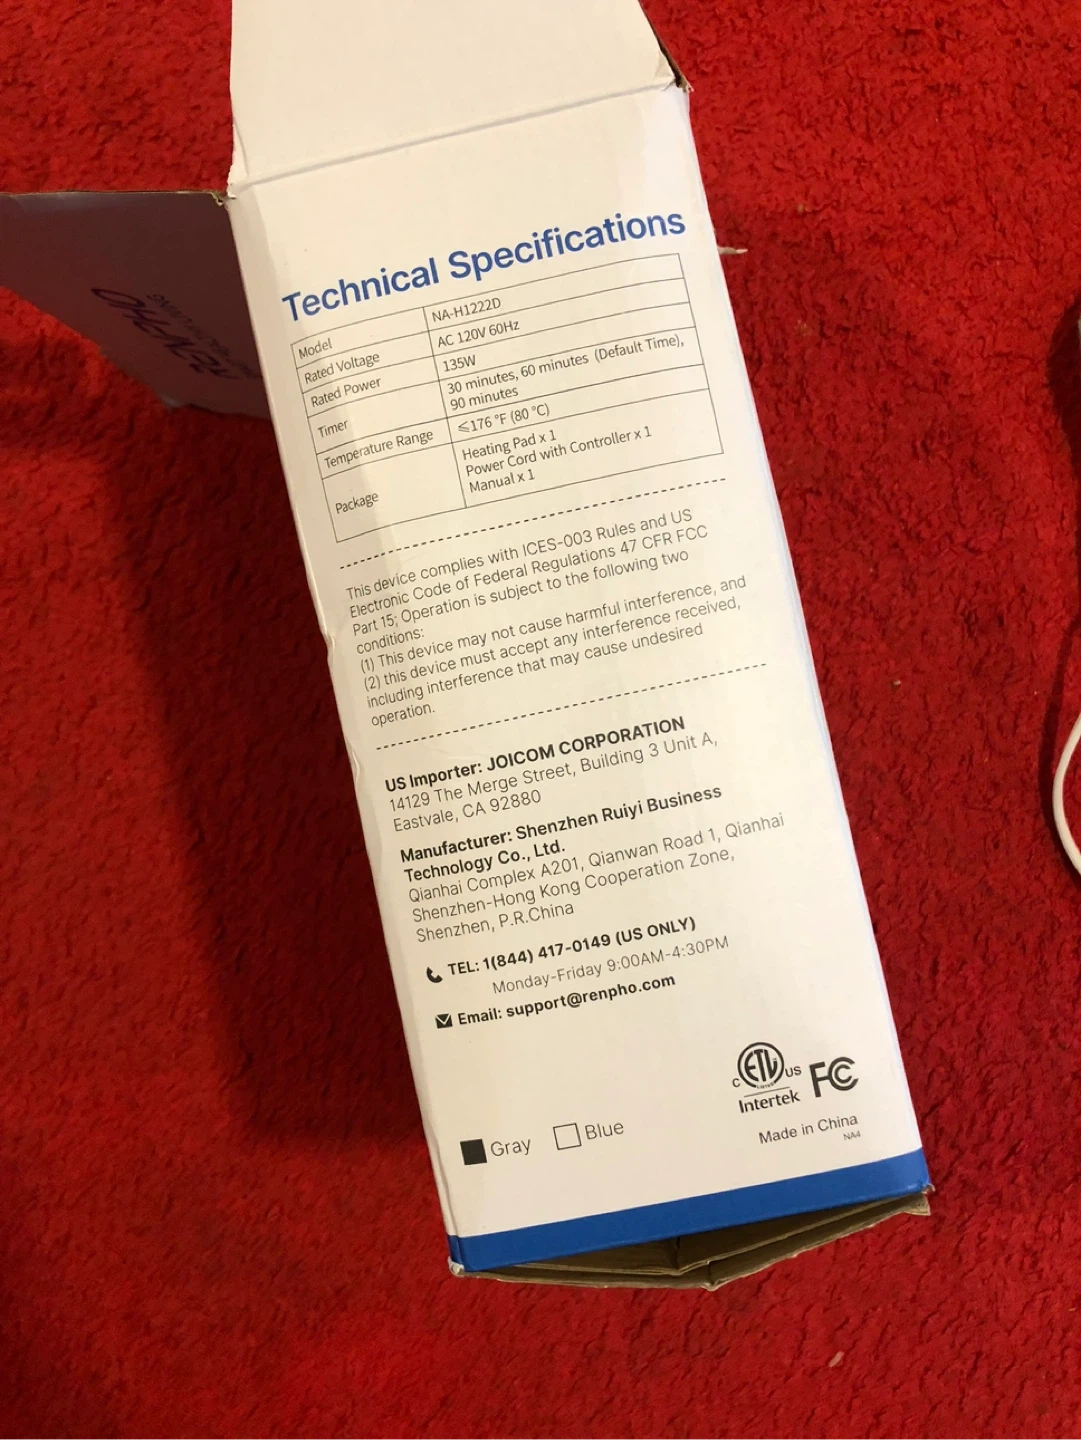 RENPHO
Technical Specifications
Model NA-H1222D
Rated Voltage AC 120V 60Hz
Rated Power 135W
Timer 30 minutes, 60 minutes (Default Time),
90 minutes
Temperature Range ≤176 °F (80 °C)
Package Heating Pad x 1
Power Cord with Controller x 1
Manual x 1
This device complies with ICES-003 Rules and US
Electronic Code of Federal Regulations 47 CFR FCC
Part 15; Operation is subject to the following two
conditions:
(1) This device may not cause harmful interference, and
(2) this device must accept any interference received,
including interference that may cause undesired
operation.
US Importer: JOICOM CORPORATION
14129 The Merge Street, Building 3 Unit A,
Eastvale, CA 92880
Manufacturer: Shenzhen Ruiyi Business
Technology Co., Ltd.
Qianhai Complex A201, Qianwan Road 1, Qianhai
Shenzhen-Hong Kong Cooperation Zone,
Shenzhen, P.R.China
TEL: 1(844) 417-0149 (US ONLY)
Monday-Friday 9:00AM-4:30PM
Email: support@renpho.com
C ETL LISTED US
Intertek
FC
Gray Blue
Made in China
NA4